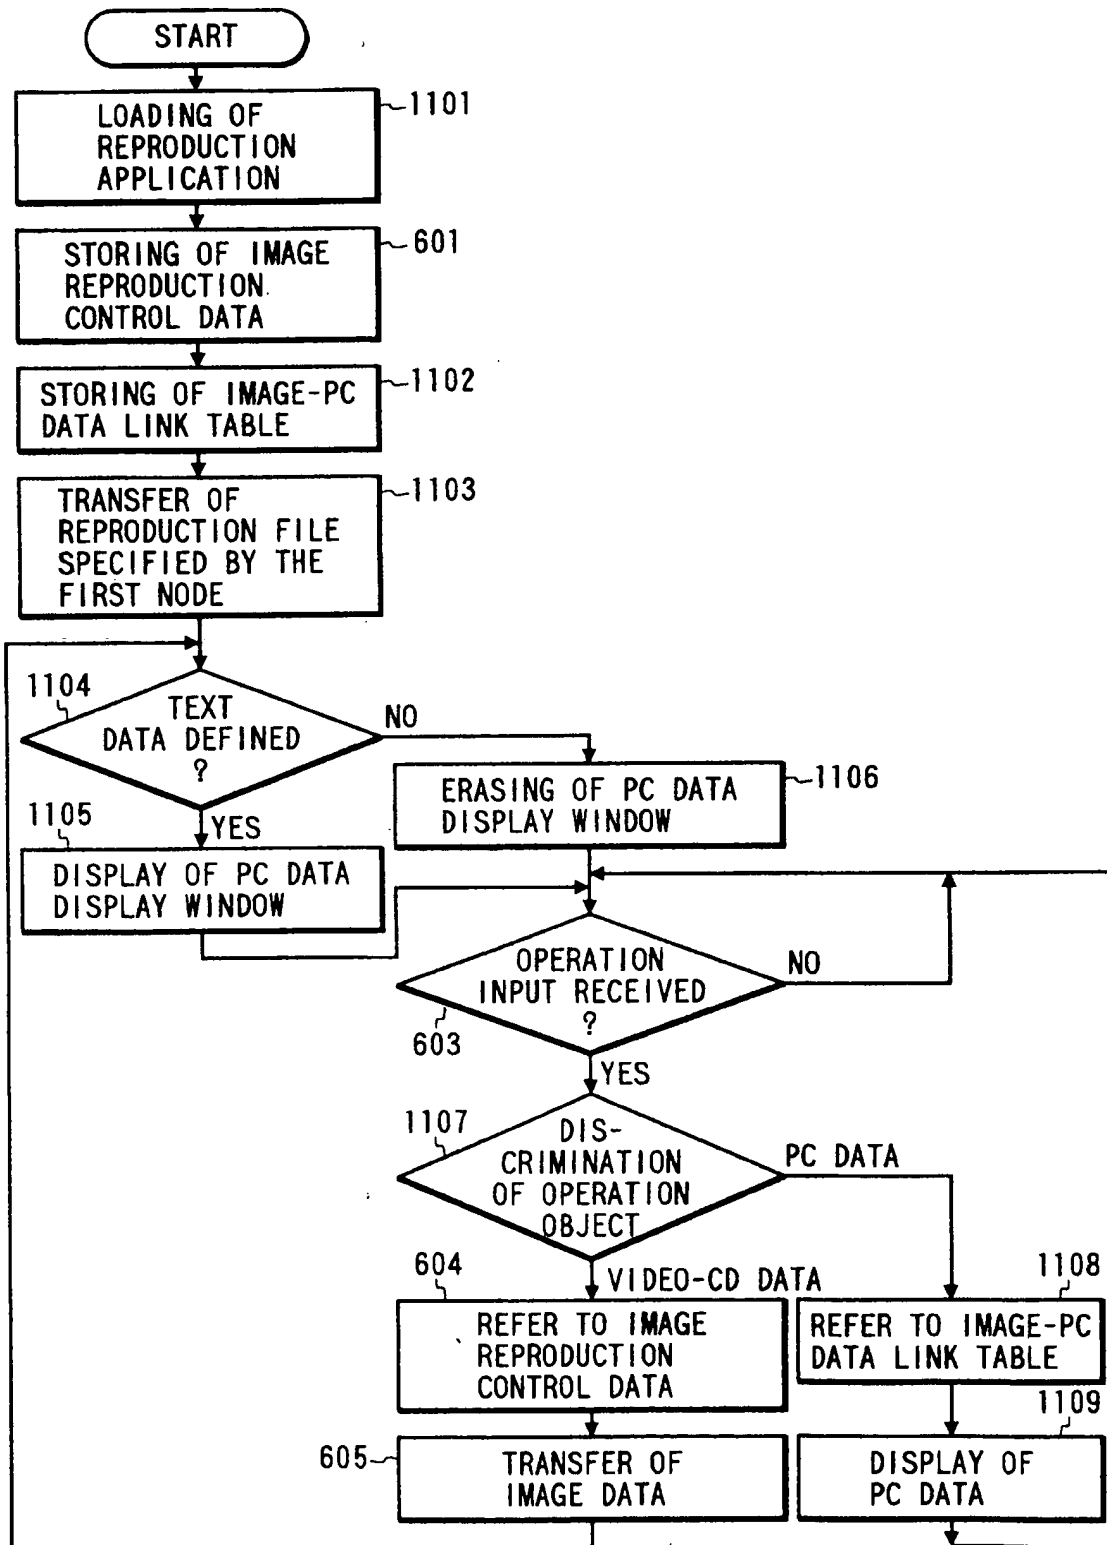 START
LOADING OF
REPRODUCTION
APPLICATION
1101
STORING OF IMAGE
REPRODUCTION
CONTROL DATA
601
STORING OF IMAGE-PC
DATA LINK TABLE
1102
TRANSFER OF
REPRODUCTION FILE
SPECIFIED BY THE
FIRST NODE
1103
1104
TEXT
DATA DEFINED
?
NO
YES
1105
DISPLAY OF PC DATA
DISPLAY WINDOW
ERASING OF PC DATA
DISPLAY WINDOW
1106
OPERATION
INPUT RECEIVED
?
NO
603
YES
1107
DIS-
CRIMINATION
OF OPERATION
OBJECT
PC DATA
VIDEO-CD DATA
604
REFER TO IMAGE
REPRODUCTION
CONTROL DATA
1108
REFER TO IMAGE-PC
DATA LINK TABLE
605
TRANSFER OF
IMAGE DATA
1109
DISPLAY OF
PC DATA